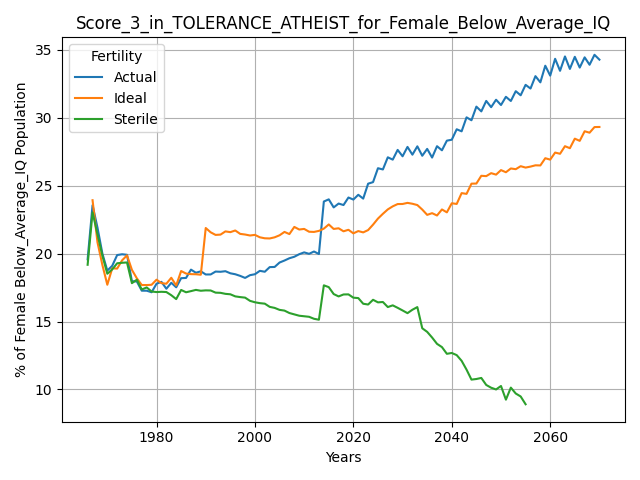 Score_3_in_TOLERANCE_ATHEIST_for_Female_Below_Average_IQ
% of Female Below_Average_IQ Population
35
30
25
20
15
10
Fertility
Actual
Ideal
Sterile
1980
2000
2020
2040
2060
Years